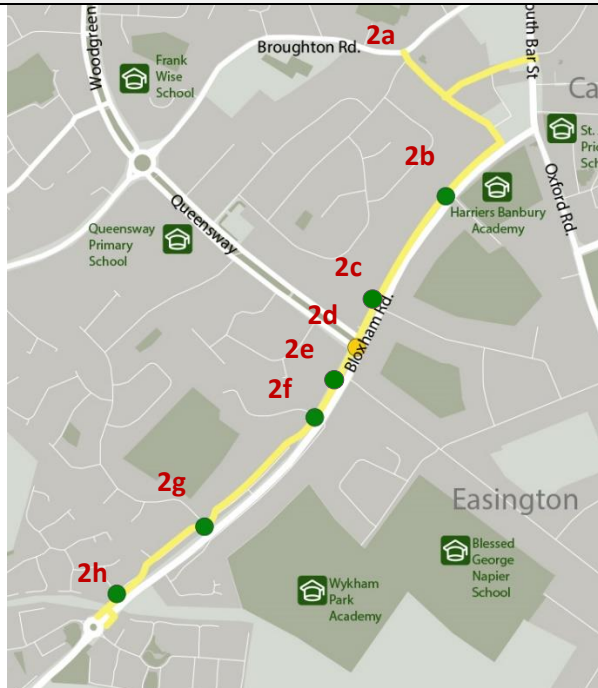 Woodgreen
Frank
Wise
School
Broughton Rd.
2a
outh Bar St
Ca
St.
Pri
Sch
2b
Harriers Banbury
Academy
Oxford Rd.
Queensway
Queensway
Primary
School
2c
2d
Bloxham Rd.
2e
2f
2g
Easington
2h
Wykham
Park
Academy
Blessed
George
Napier
School